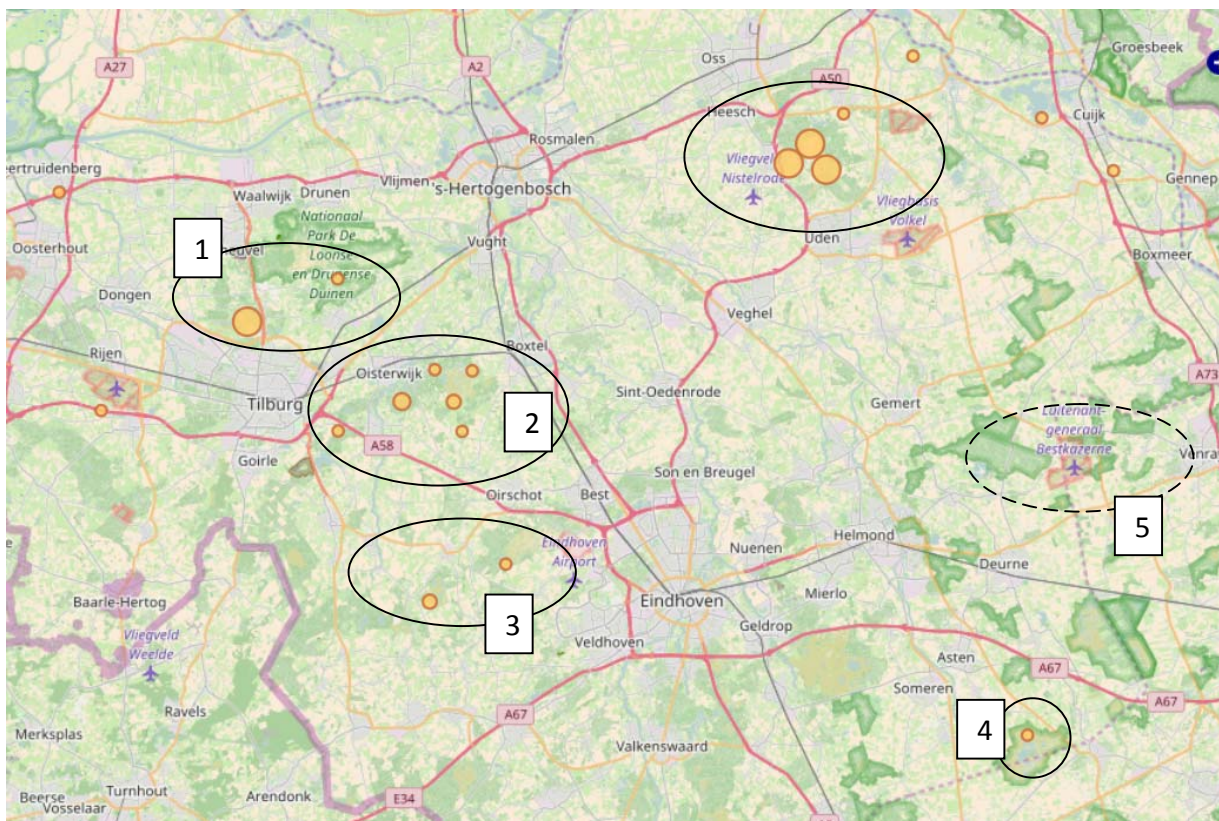 Groesbeek
A27
A2
Oss
A50
Heesch
Cuijk
Rosmalen
eertruidenberg
Waalwijk
Drunen
Vlijmen
's-Hertogenbosch
Vliegvel
Nistelrode
Gennep
Nationaal
Park De
Loonse
en Drunense
Duinen
Vliegbasis
Volkel
Oosterhout
1
euvel
Vught
Uden
Boxmeer
Dongen
Veghel
Rijen
Boxtel
Oisterwijk
A73
Tilburg
Sint-Oedenrode
Gemert
Luitenant-
generaal
Bestkazerne
2
A58
Goirle
Venra
Son en Breugel
Oirschot
Best
5
Eindhoven
Airport
Nuenen
Helmond
Deurne
Baarle-Hertog
Mierlo
Eindhoven
3
Geldrop
Vliegveld
Weelde
Veldhoven
Asten
A67
Someren
A67
Ravels
A67
4
Merksplas
Valkenswaard
Turnhout
Beerse
Vosselaar
Arendonk
E34